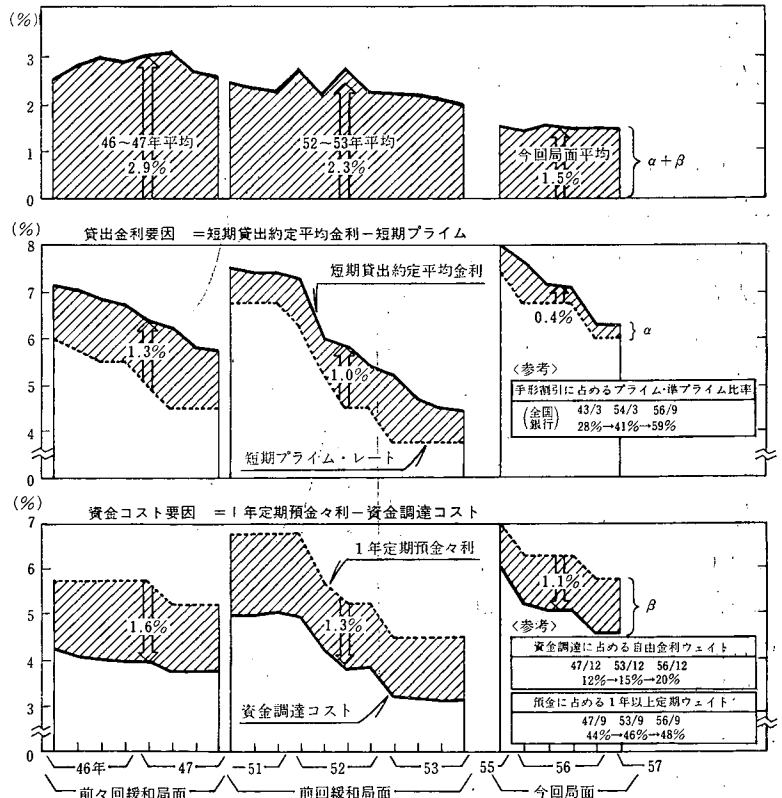 (%)
3
2
1
0
46～47年平均
2.9%
52～53年平均
2.3%
今回局面平均
1.5%
α+β
(%)
貸出金利要因 =短期貸出約定平均金利−短期プライム
8
7
6
5
4
0
1.3%
短期貸出約定平均金利
1.0%
短期プライム・レート
0.4%
α
〈参考〉
手形割引に占めるプライム・準プライム比率
(全国銀行) 43/3 54/3 56/9
28%→41%→59%
(%)
資金コスト要因 =1年定期預金々利−資金調達コスト
7
6
5
4
3
0
1.6%
1年定期預金々利
1.3%
資金調達コスト
1.1%
β
〈参考〉
資金調達に占める自由金利ウェイト
47/12 53/12 56/12
12%→15%→20%
預金に占める1年以上定期ウェイト
47/9 53/9 56/9
44%→46%→48%
46年 47 51 52 53 55 56 57
前々回緩和局面 前回緩和局面 今回局面